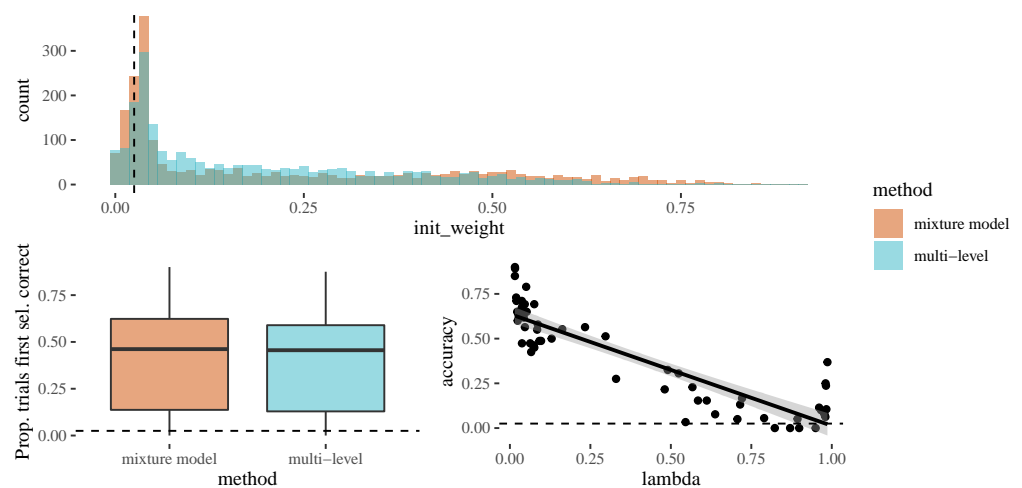 count
300
200
100
0
0.00 0.25 0.50 0.75
init_weight
method
mixture model
multi−level
Prop. trials first sel. correct
0.75
0.50
0.25
0.00
mixture model multi−level
method
accuracy
0.75
0.50
0.25
0.00
0.00 0.25 0.50 0.75 1.00
lambda